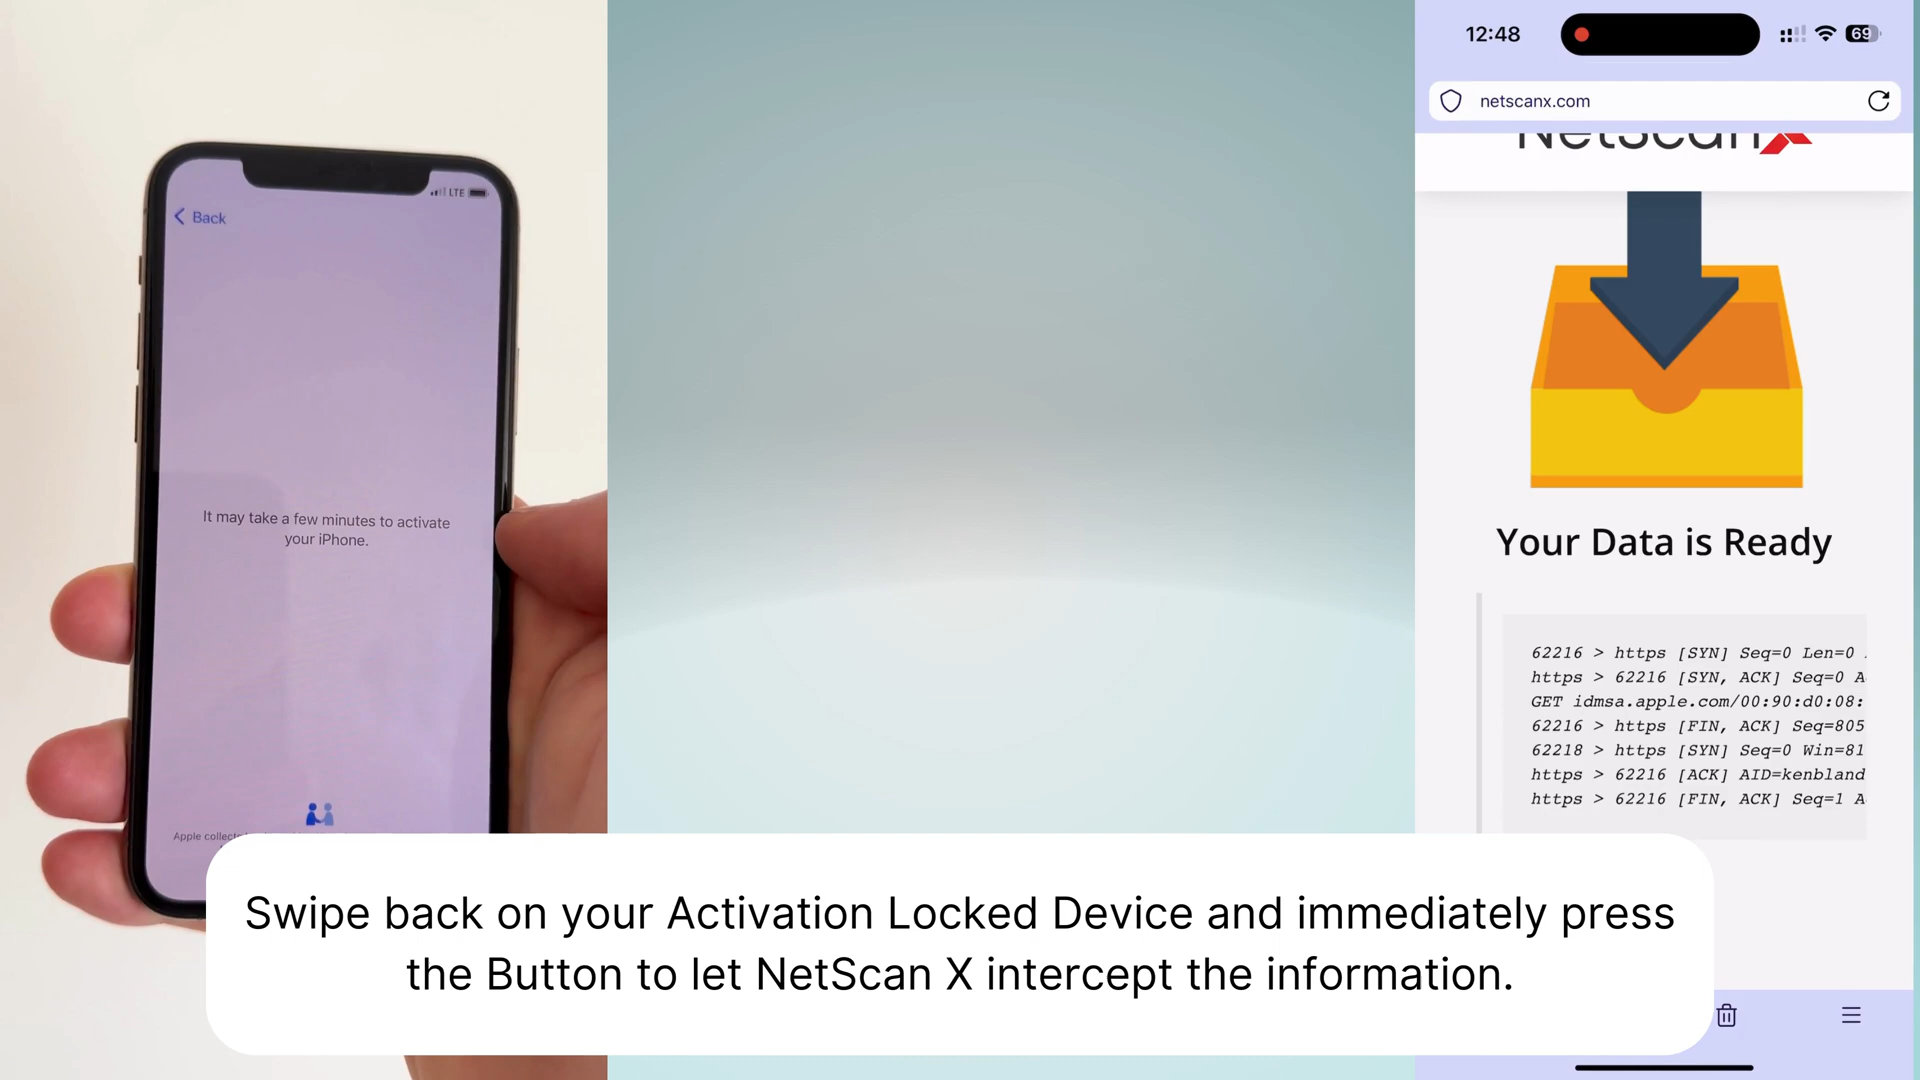 LTE
Back
It may take a few minutes to activate
your iPhone.
Apple collect
12:48
69
netscanx.com
NetScanX
Your Data is Ready
62216 > https [SYN] Seq=0 Len=0
https > 62216 [SYN, ACK] Seq=0 A
GET idmsa.apple.com/00:90:d0:08:
62216 > https [FIN, ACK] Seq=805
62218 > https [SYN] Seq=0 Win=81
https > 62216 [ACK] AID=kenbland
https > 62216 [FIN, ACK] Seq=1 A
Swipe back on your Activation Locked Device and immediately press
the Button to let NetScan X intercept the information.